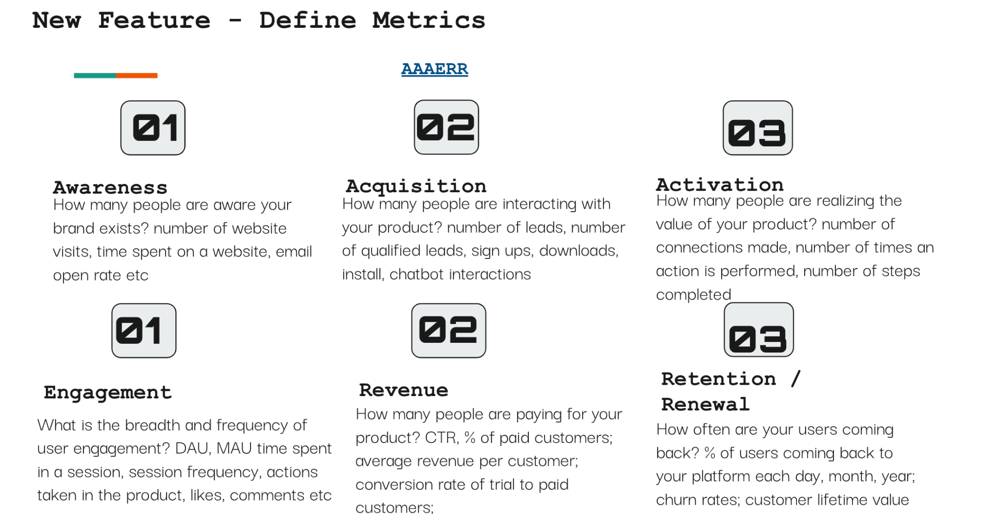 New Feature - Define Metrics
AAAERR
01
02
03
Awareness
How many people are aware your
brand exists? number of website
visits, time spent on a website, email
open rate etc
Acquisition
How many people are interacting with
your product? number of leads, number
of qualified leads, sign ups, downloads,
install, chatbot interactions
Activation
How many people are realizing the
value of your product? number of
connections made, number of times an
action is performed, number of steps
completed
01
02
03
Engagement
What is the breadth and frequency of
user engagement? DAU, MAU time spent
in a session, session frequency, actions
taken in the product, likes, comments etc
Revenue
How many people are paying for your
product? CTR, % of paid customers;
average revenue per customer;
conversion rate of trial to paid
customers;
Retention /
Renewal
How often are your users coming
back? % of users coming back to
your platform each day, month, year;
churn rates; customer lifetime value